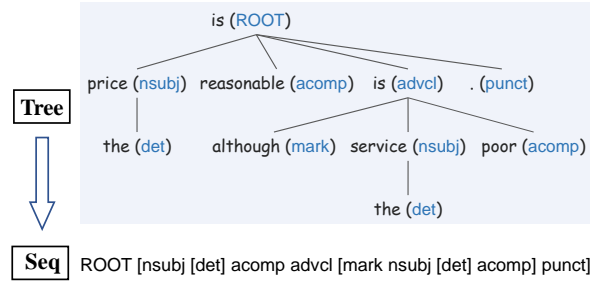 is (ROOT)
price (nsubj) reasonable (acomp) is (advcl) . (punct)
Tree
the (det) although (mark) service (nsubj) poor (acomp)
the (det)
Seq ROOT [nsubj [det] acomp advcl [mark nsubj [det] acomp] punct]